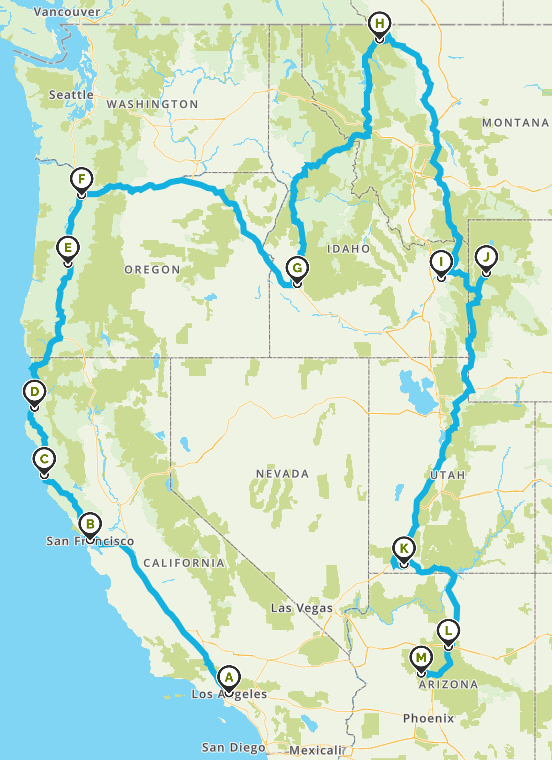 Vancouver
H
Seattle
WASHINGTON
MONTANA
F
E
OREGON
G
IDAHO
I
J
D
C
NEVADA
UTAH
B
San Francisco
CALIFORNIA
K
Las Vegas
L
M
A
ARIZONA
Los Angeles
Phoenix
San Diego
Mexicali